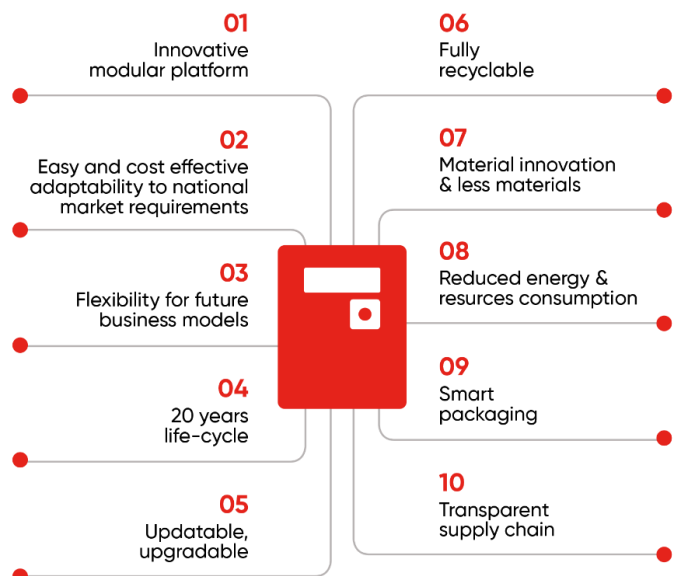 01
Innovative
modular platform
02
Easy and cost effective
adaptability to national
market requirements
03
Flexibility for future
business models
04
20 years
life-cycle
05
Updatable,
upgradable
06
Fully
recyclable
07
Material innovation
& less materials
08
Reduced energy &
resurces consumption
09
Smart
packaging
10
Transparent
supply chain